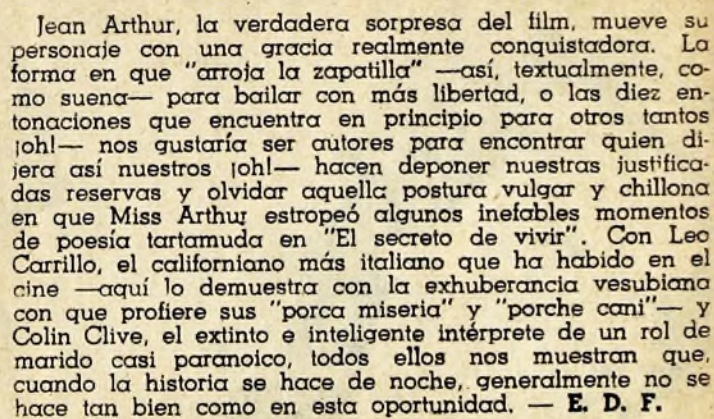 Jean Arthur, la verdadera sorpresa del film, mueve su
personaje con una gracia realmente conquistadora. La
forma en que "arroja la zapatilla" —así, textualmente, co-
mo suena— para bailar con más libertad, o las diez en-
tonaciones que encuentra en principio para otros tantos
¡oh!— nos gustaría ser autores para encontrar quien di-
jera así nuestros ¡oh!— hacen deponer nuestras justifica-
das reservas y olvidar aquella postura vulgar y chillona
en que Miss Arthur estropeó algunos inefables momentos
de poesía tartamuda en "El secreto de vivir". Con Leo
Carrillo, el californiano más italiano que ha habido en el
cine —aquí lo demuestra con la exhuberancia vesubiana
con que profiere sus "porca miseria" y "porche cani"— y
Colin Clive, el extinto e inteligente intérprete de un rol de
marido casi paranoico, todos ellos nos muestran que,
cuando la historia se hace de noche, generalmente no se
hace tan bien como en esta oportunidad. — E. D. F.